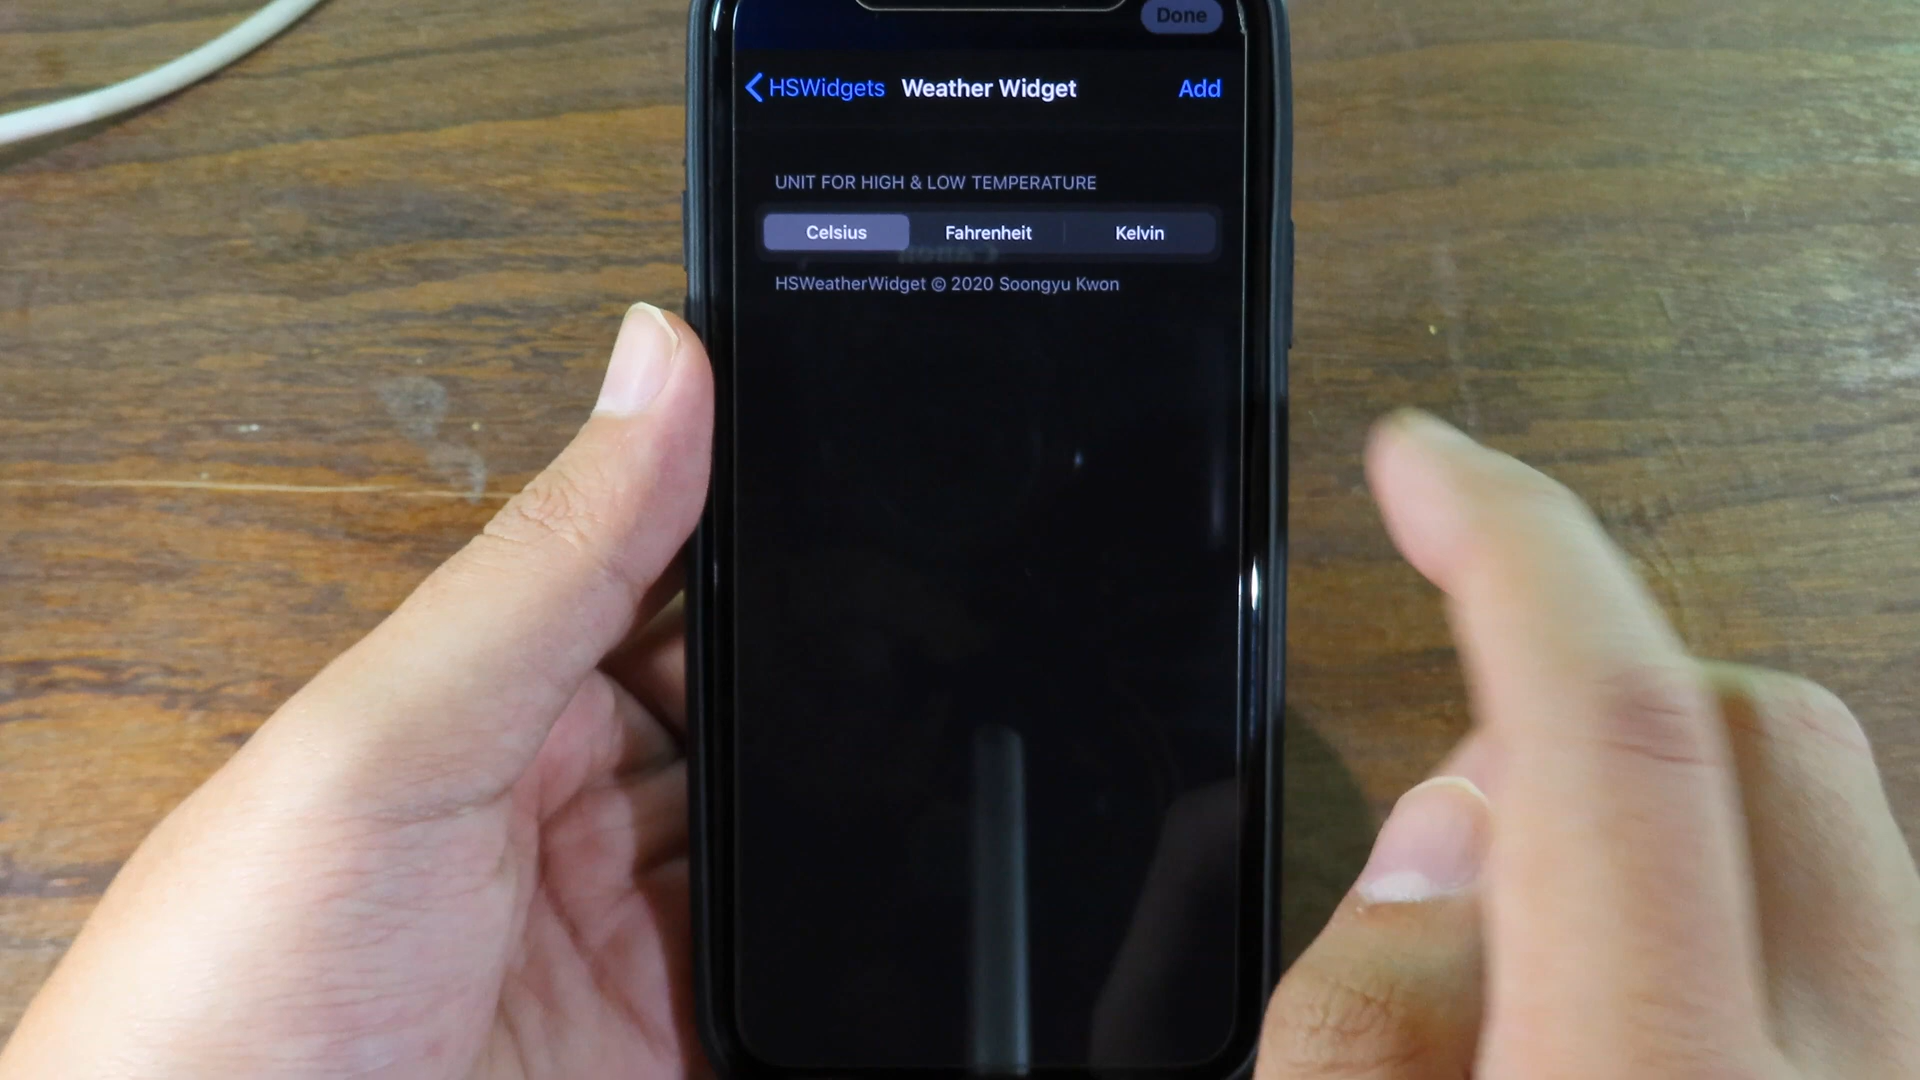 Done
HSWidgets Weather Widget Add
UNIT FOR HIGH & LOW TEMPERATURE
Celsius Fahrenheit Kelvin
HSWeatherWidget © 2020 Soongyu Kwon